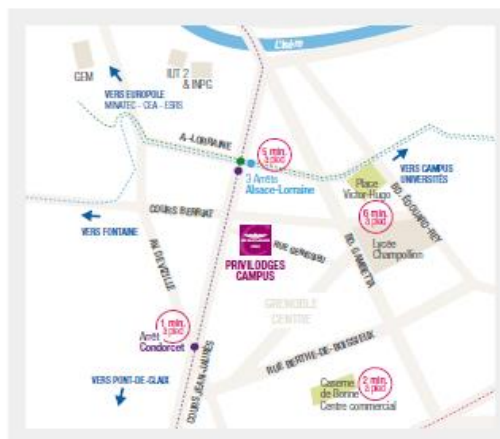 L'Isère
GEM
IUT 2
& INPG
VERS EUROPOLE
MINATEC - CEA - ESRS
A.-LORRAINE
5 min.
à pied
3 Arrêts
Alsace-Lorraine
VERS CAMPUS
UNIVERSITÉS
Place
Victor-Hugo
BD. ÉDOUARD-REY
COURS BERRIAT
VERS FONTAINE
6 min.
à pied
RUE
BD. GAMBETTA
Lycée
Champollion
PRIVILODGES
CAMPUS
AV. DE VIZILLE
GRENOBLE
CENTRE
1 min.
à pied
Arrêt
Condorcet
RUE BERTHE-DE-BOISSIEUX
VERS PONT-DE-CLAIX
COURS JEAN-JAURÈS
Caserne
de Bonne
Centre commercial
2 min.
à pied